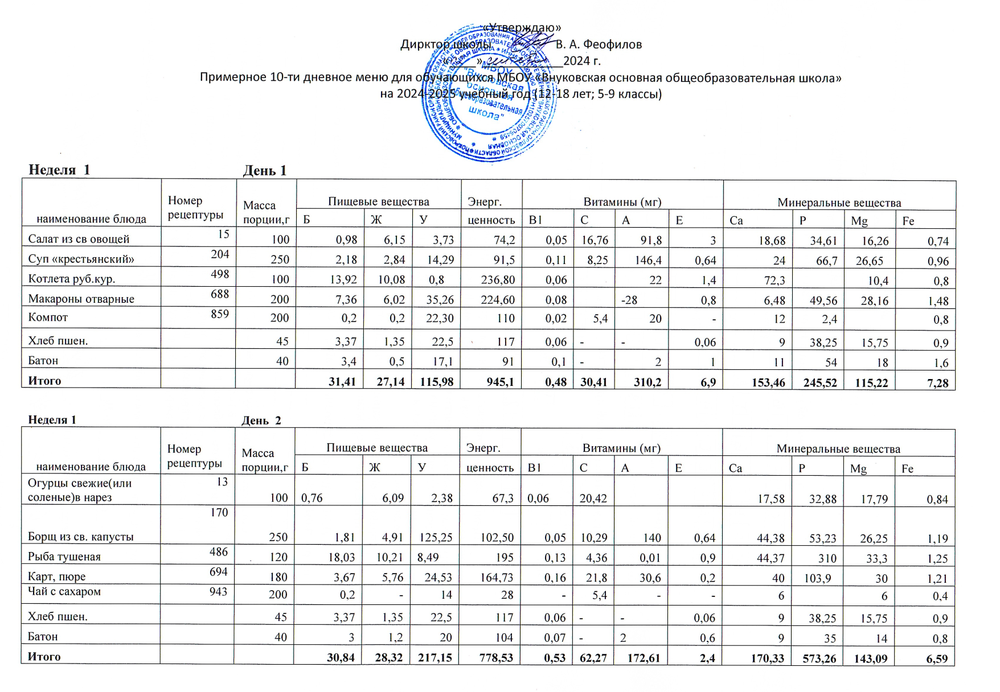 «Утверждаю»
Дирктор школы В. А. Феофилов
« » 2024 г.
Примерное 10-ти дневное меню для обучающихся МБОУ «Внуковская основная общеобразовательная школа»
на 2024-2025 учебный год (12-18 лет; 5-9 классы)
МБОУ
"Внуковская
основная
общеобразовательная
школа"
Неделя 1 День 1
наименование блюда Номер рецептуры Масса порции,г Пищевые вещества Энерг. ценность Витамины (мг) Минеральные вещества
Б Ж У В1 С А Е Са Р Mg Fe
Салат из св овощей 15 100 0,98 6,15 3,73 74,2 0,05 16,76 91,8 3 18,68 34,61 16,26 0,74
Суп «крестьянский» 204 250 2,18 2,84 14,29 91,5 0,11 8,25 146,4 0,64 24 66,7 26,65 0,96
Котлета руб.кур. 498 100 13,92 10,08 0,8 236,80 0,06 22 1,4 72,3 10,4 0,8
Макароны отварные 688 200 7,36 6,02 35,26 224,60 0,08 -28 0,8 6,48 49,56 28,16 1,48
Компот 859 200 0,2 0,2 22,30 110 0,02 5,4 20 - 12 2,4 0,8
Хлеб пшен. 45 3,37 1,35 22,5 117 0,06 - - 0,06 9 38,25 15,75 0,9
Батон 40 3,4 0,5 17,1 91 0,1 - 2 1 11 54 18 1,6
Итого 31,41 27,14 115,98 945,1 0,48 30,41 310,2 6,9 153,46 245,52 115,22 7,28
Неделя 1 День 2
наименование блюда Номер рецептуры Масса порции,г Пищевые вещества Энерг. ценность Витамины (мг) Минеральные вещества
Б Ж У В1 С А Е Са Р Mg Fe
Огурцы свежие(или
соленые)в нарез 13 100 0,76 6,09 2,38 67,3 0,06 20,42 17,58 32,88 17,79 0,84
Борщ из св. капусты 170 250 1,81 4,91 125,25 102,50 0,05 10,29 140 0,64 44,38 53,23 26,25 1,19
Рыба тушеная 486 120 18,03 10,21 8,49 195 0,13 4,36 0,01 0,9 44,37 310 33,3 1,25
Карт, пюре 694 180 3,67 5,76 24,53 164,73 0,16 21,8 30,6 0,2 40 103,9 30 1,21
Чай с сахаром 943 200 0,2 - 14 28 - 5,4 - - 6 6 0,4
Хлеб пшен. 45 3,37 1,35 22,5 117 0,06 - - 0,06 9 38,25 15,75 0,9
Батон 40 3 1,2 20 104 0,07 - 2 0,6 9 35 14 0,8
Итого 30,84 28,32 217,15 778,53 0,53 62,27 172,61 2,4 170,33 573,26 143,09 6,59